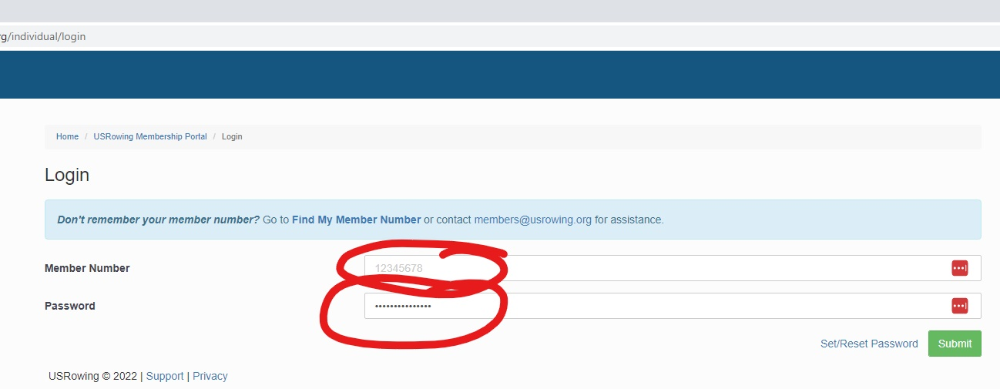 rg/individual/login
Home / USRowing Membership Portal / Login
Login
Don't remember your member number? Go to Find My Member Number or contact members@usrowing.org for assistance.
Member Number 12345678
Password •••••••••••••••
Set/Reset Password Submit
USRowing © 2022 | Support | Privacy